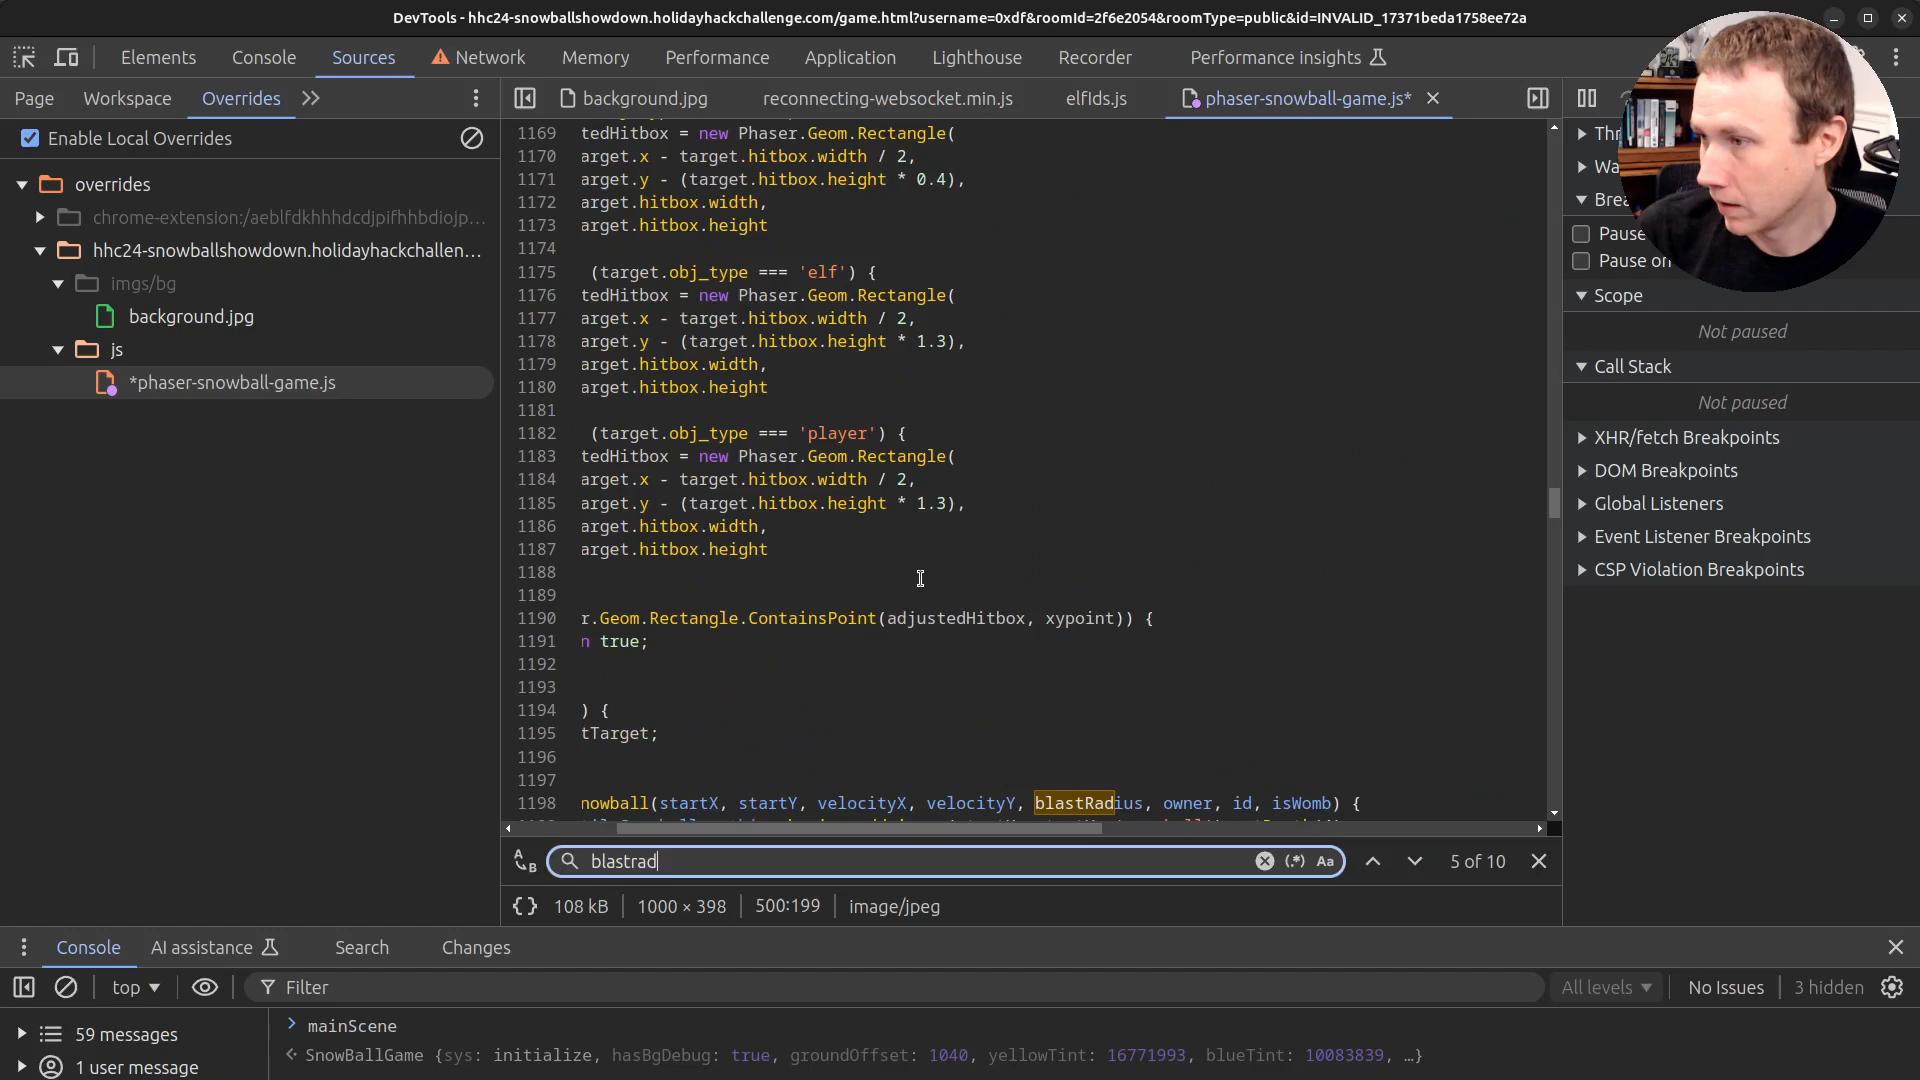 DevTools - hhc24-snowballshowdown.holidayhackchallenge.com/game.html?username=0xdf&roomId=2f6e2054&roomType=public&id=INVALID_17371beda1758ee72a
Elements Console Sources Network Memory Performance Application Lighthouse Recorder Performance insights
Page Workspace Overrides background.jpg reconnecting-websocket.min.js elfIds.js phaser-snowball-game.js*
Enable Local Overrides
overrides
chrome-extension:/aeblfdkhhhdcdjpifhhbdiojp...
hhc24-snowballshowdown.holidayhackchallen...
imgs/bg
background.jpg
js
*phaser-snowball-game.js
1169 tedHitbox = new Phaser.Geom.Rectangle(
1170 arget.x - target.hitbox.width / 2,
1171 arget.y - (target.hitbox.height * 0.4),
1172 arget.hitbox.width,
1173 arget.hitbox.height
1174
1175 (target.obj_type === 'elf') {
1176 tedHitbox = new Phaser.Geom.Rectangle(
1177 arget.x - target.hitbox.width / 2,
1178 arget.y - (target.hitbox.height * 1.3),
1179 arget.hitbox.width,
1180 arget.hitbox.height
1181
1182 (target.obj_type === 'player') {
1183 tedHitbox = new Phaser.Geom.Rectangle(
1184 arget.x - target.hitbox.width / 2,
1185 arget.y - (target.hitbox.height * 1.3),
1186 arget.hitbox.width,
1187 arget.hitbox.height
1188
1189
1190 r.Geom.Rectangle.ContainsPoint(adjustedHitbox, xypoint)) {
1191 n true;
1192
1193
1194 ) {
1195 tTarget;
1196
1197
1198 nowball(startX, startY, velocityX, velocityY, blastRadius, owner, id, isWomb) {
Thr
Wa
Brea
Pause
Pause on
Scope
Not paused
Call Stack
Not paused
XHR/fetch Breakpoints
DOM Breakpoints
Global Listeners
Event Listener Breakpoints
CSP Violation Breakpoints
A B blastrad (.*) Aa 5 of 10
{} 108 kB 1000 × 398 500:199 image/jpeg
Console AI assistance Search Changes
top Filter All levels No Issues 3 hidden
59 messages
1 user message
mainScene
SnowBallGame {sys: initialize, hasBgDebug: true, groundOffset: 1040, yellowTint: 16771993, blueTint: 10083839, …}